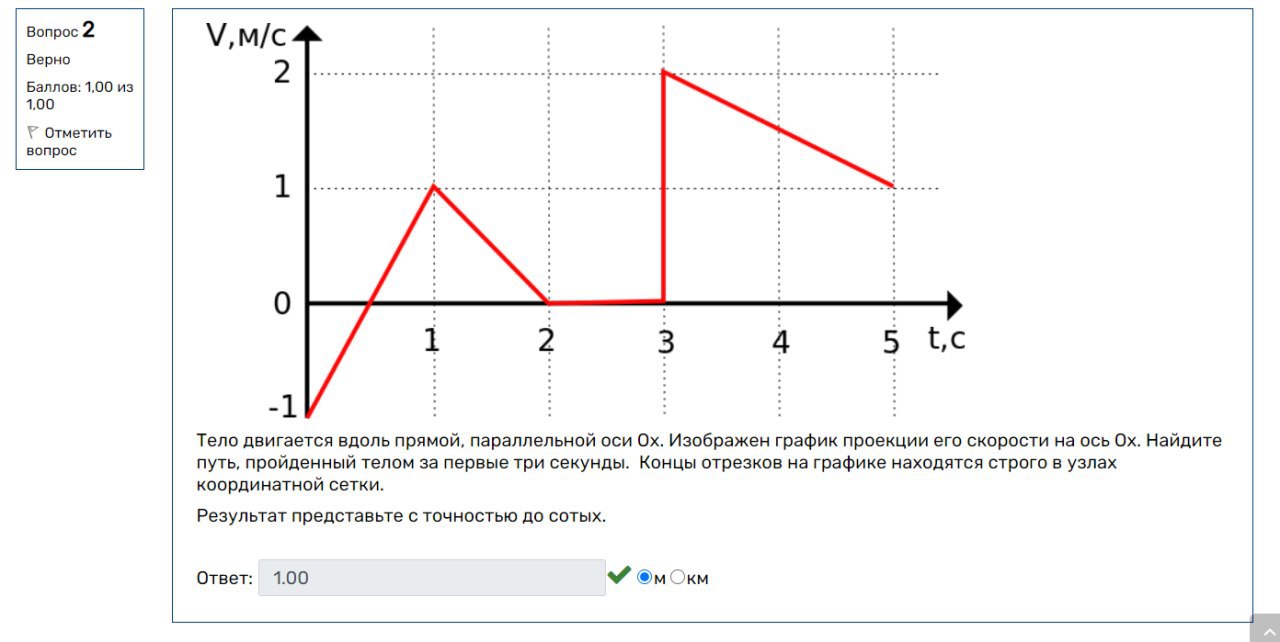 Вопрос 2
Верно
Баллов: 1,00 из
1,00
Отметить
вопрос
V,м/с
2
1
0
-1
1 2 3 4 5 t,с
Тело двигается вдоль прямой, параллельной оси Ох. Изображен график проекции его скорости на ось Ох. Найдите
путь, пройденный телом за первые три секунды. Концы отрезков на графике находятся строго в узлах
координатной сетки.
Результат представьте с точностью до сотых.
Ответ: 1.00 м км